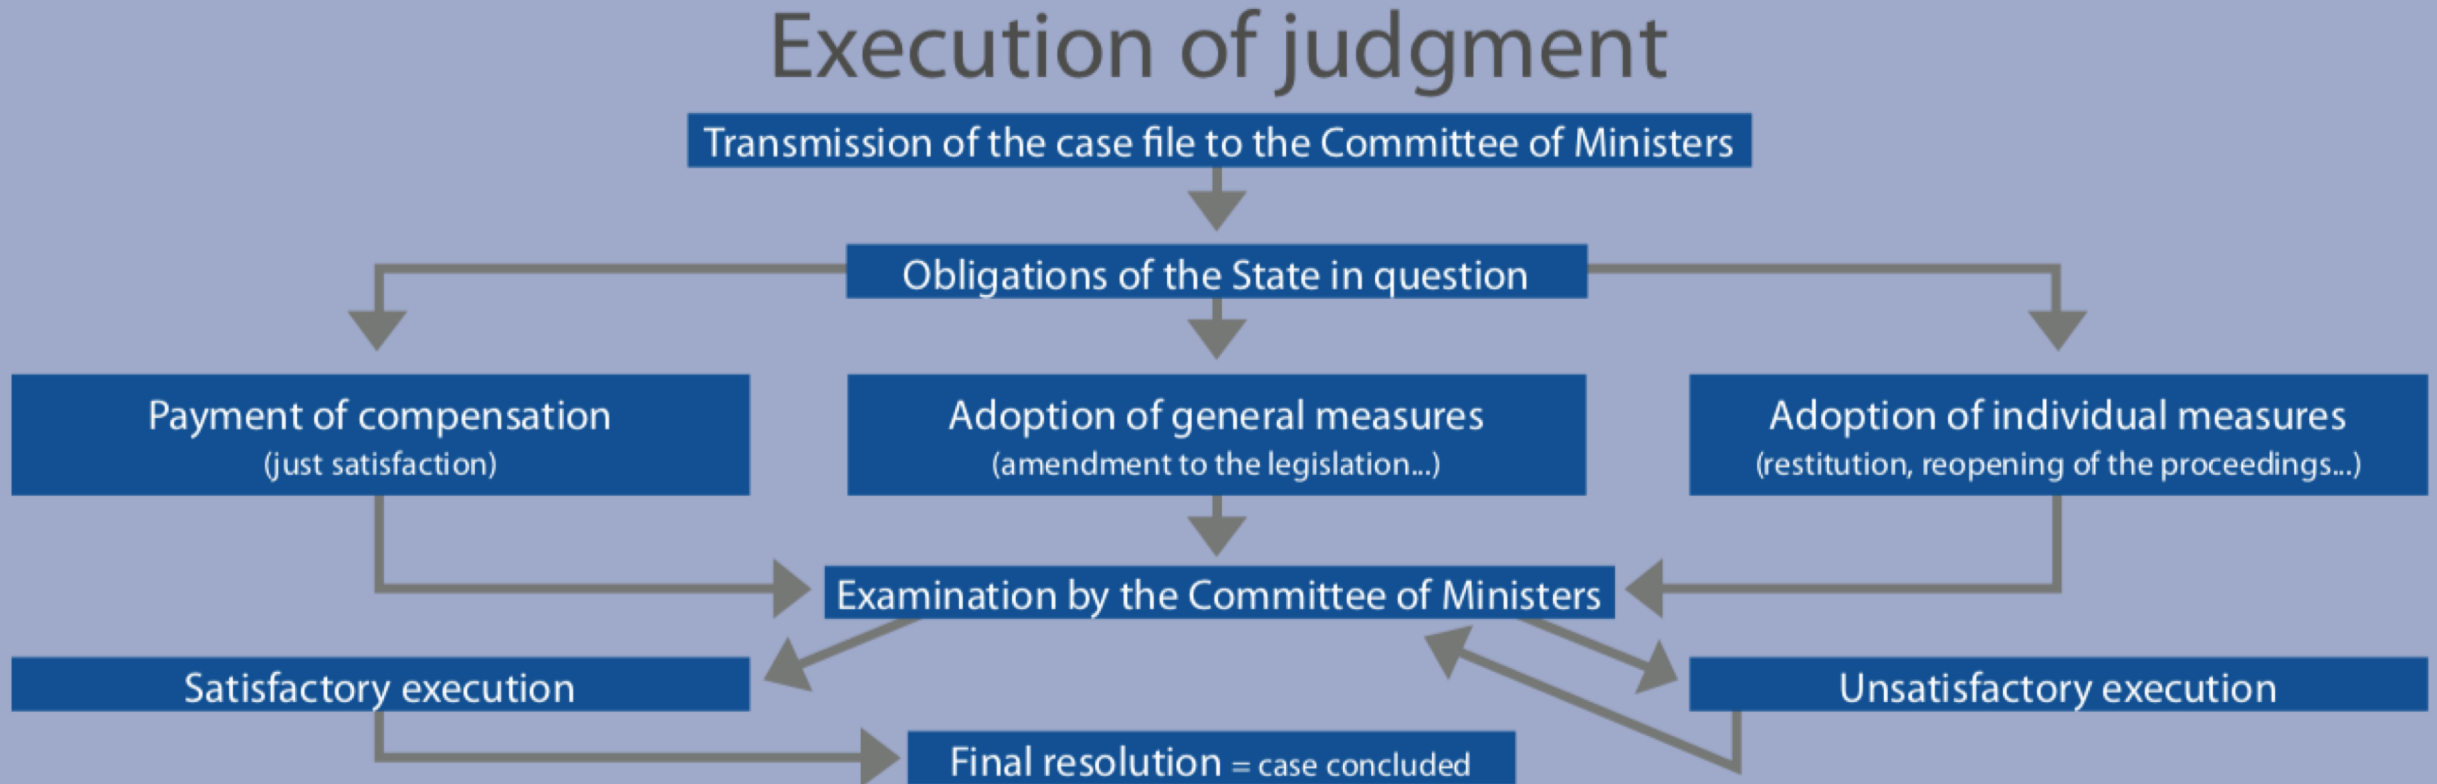 Execution of judgment
Transmission of the case file to the Committee of Ministers
Obligations of the State in question
Payment of compensation
(just satisfaction)
Adoption of general measures
(amendment to the legislation...)
Adoption of individual measures
(restitution, reopening of the proceedings...)
Examination by the Committee of Ministers
Satisfactory execution
Unsatisfactory execution
Final resolution = case concluded